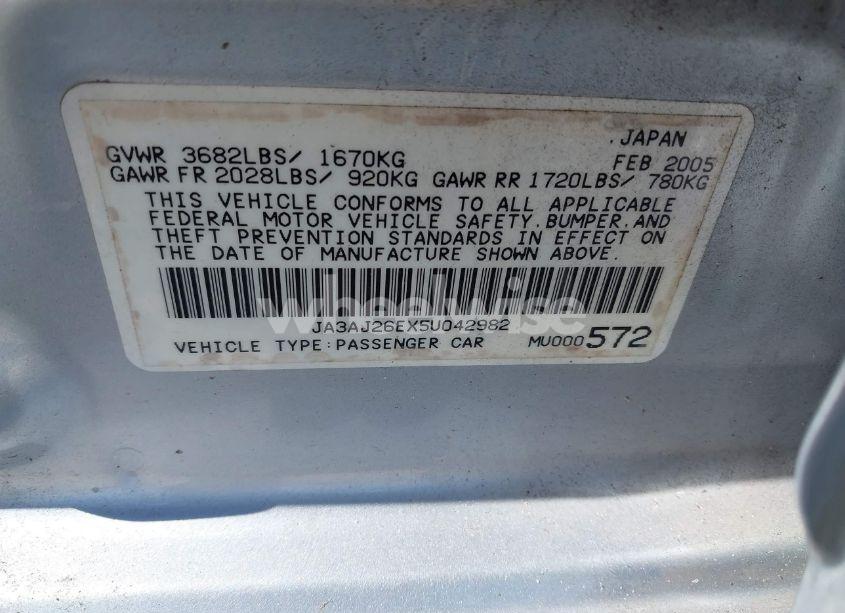 .JAPAN
GVWR 3682LBS/ 1670KG FEB 2005
GAWR FR 2028LBS/ 920KG GAWR RR 1720LBS/ 780KG
THIS VEHICLE CONFORMS TO ALL APPLICABLE
FEDERAL MOTOR VEHICLE SAFETY,BUMPER,AND
THEFT PREVENTION STANDARDS IN EFFECT ON
THE DATE OF MANUFACTURE SHOWN ABOVE.
wheelwise
JA3AJ26EX5U042982
VEHICLE TYPE:PASSENGER CAR MU000572